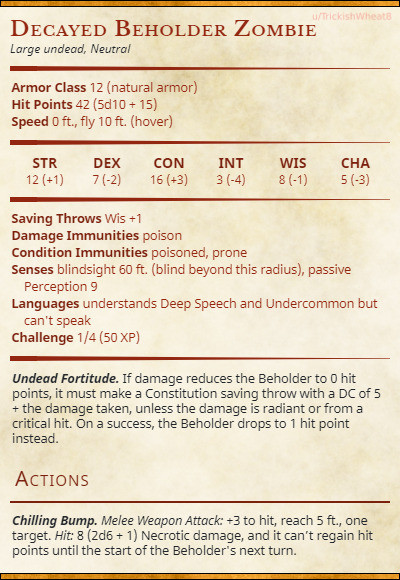 u/TrickishWheat8
Decayed Beholder Zombie
Large undead, Neutral
Armor Class 12 (natural armor)
Hit Points 42 (5d10 + 15)
Speed 0 ft., fly 10 ft. (hover)
STR DEX CON INT WIS CHA
12 (+1) 7 (-2) 16 (+3) 3 (-4) 8 (-1) 5 (-3)
Saving Throws Wis +1
Damage Immunities poison
Condition Immunities poisoned, prone
Senses blindsight 60 ft. (blind beyond this radius), passive
Perception 9
Languages understands Deep Speech and Undercommon but
can't speak
Challenge 1/4 (50 XP)
Undead Fortitude. If damage reduces the Beholder to 0 hit
points, it must make a Constitution saving throw with a DC of 5
+ the damage taken, unless the damage is radiant or from a
critical hit. On a success, the Beholder drops to 1 hit point
instead.
Actions
Chilling Bump. Melee Weapon Attack: +3 to hit, reach 5 ft., one
target. Hit: 8 (2d6 + 1) Necrotic damage, and it can't regain hit
points until the start of the Beholder's next turn.